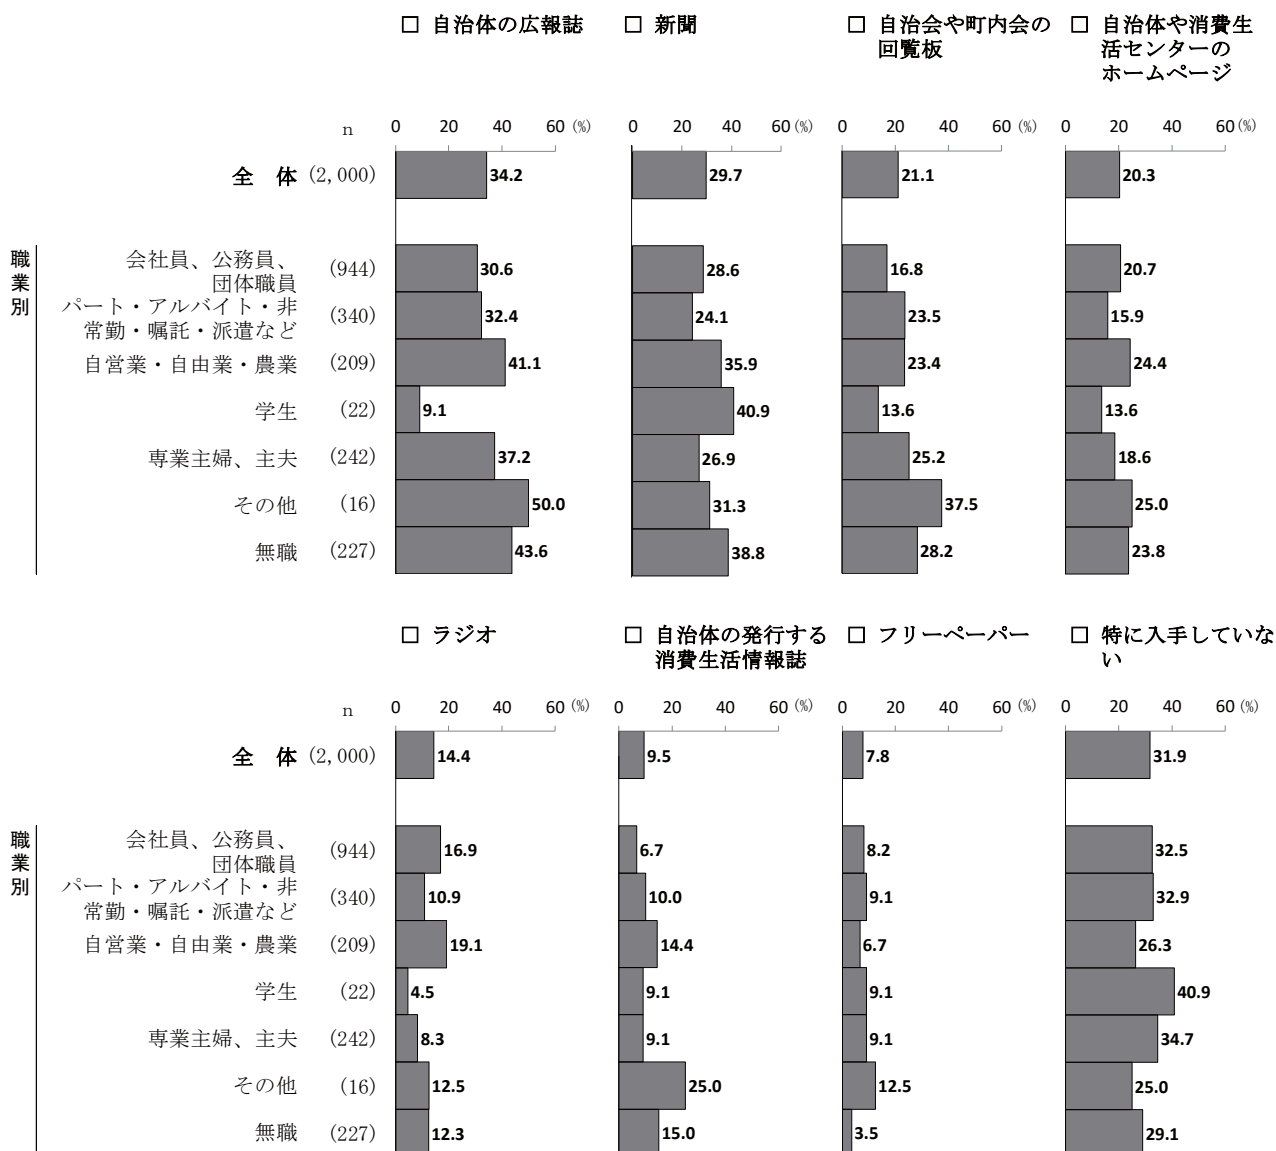 □ 自治体の広報誌
□ 新聞
□ 自治会や町内会の
回覧板
□ 自治体や消費生
活センターの
ホームページ
n
0 20 40 60 (%)
0 20 40 60 (%)
0 20 40 60 (%)
0 20 40 60 (%)
全 体 (2,000) 34.2 29.7 21.1 20.3
職業別
会社員、公務員、
団体職員 (944) 30.6 28.6 16.8 20.7
パート・アルバイト・非
常勤・嘱託・派遣など (340) 32.4 24.1 23.5 15.9
自営業・自由業・農業 (209) 41.1 35.9 23.4 24.4
学生 (22) 9.1 40.9 13.6 13.6
専業主婦、主夫 (242) 37.2 26.9 25.2 18.6
その他 (16) 50.0 31.3 37.5 25.0
無職 (227) 43.6 38.8 28.2 23.8
□ ラジオ
□ 自治体の発行する
消費生活情報誌
□ フリーペーパー
□ 特に入手していな
い
n
0 20 40 60 (%)
0 20 40 60 (%)
0 20 40 60 (%)
0 20 40 60 (%)
全 体 (2,000) 14.4 9.5 7.8 31.9
職業別
会社員、公務員、
団体職員 (944) 16.9 6.7 8.2 32.5
パート・アルバイト・非
常勤・嘱託・派遣など (340) 10.9 10.0 9.1 32.9
自営業・自由業・農業 (209) 19.1 14.4 6.7 26.3
学生 (22) 4.5 9.1 9.1 40.9
専業主婦、主夫 (242) 8.3 9.1 9.1 34.7
その他 (16) 12.5 25.0 12.5 25.0
無職 (227) 12.3 15.0 3.5 29.1